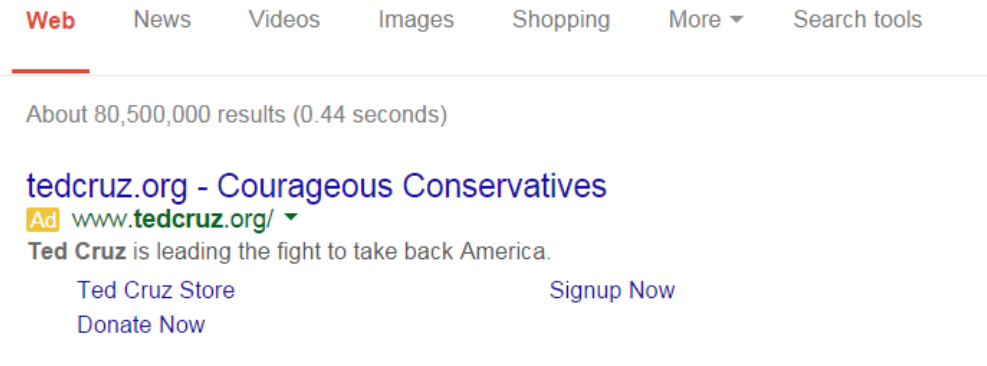 Web News Videos Images Shopping More Search tools
About 80,500,000 results (0.44 seconds)
tedcruz.org - Courageous Conservatives
Ad www.tedcruz.org/
Ted Cruz is leading the fight to take back America.
Ted Cruz Store Signup Now
Donate Now